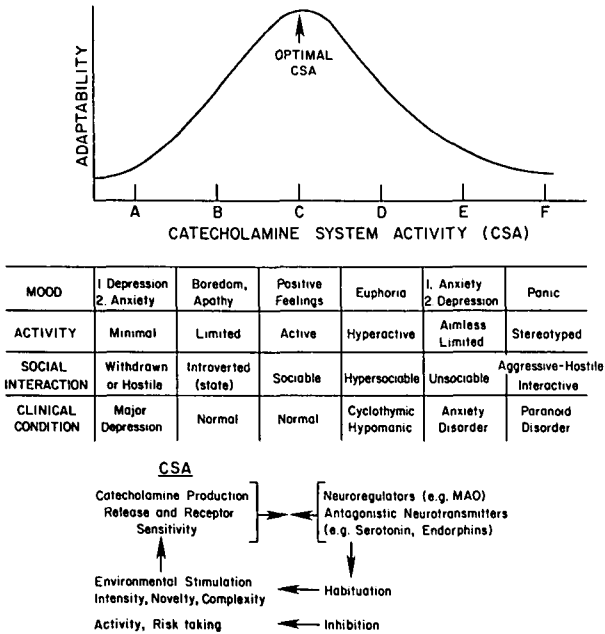 ADAPTABILITY
OPTIMAL
CSA
A B C D E F
CATECHOLAMINE SYSTEM ACTIVITY (CSA)
MOOD
1 Depression
2. Anxiety
Boredom,
Apathy
Positive
Feelings
Euphoria
1. Anxiety
2 Depression
Panic
ACTIVITY
Minimal
Limited
Active
Hyperactive
Aimless
Limited
Stereotyped
SOCIAL
INTERACTION
Withdrawn
or Hostile
Introverted
(state)
Sociable
Hypersociable
Unsociable
Aggressive-Hostile
Interactive
CLINICAL
CONDITION
Major
Depression
Normal
Normal
Cyclothymic
Hypomanic
Anxiety
Disorder
Paranoid
Disorder
CSA
Catecholamine Production
Release and Receptor
Sensitivity
Neuroregulators (e.g. MAO)
Antagonistic Neurotransmitters
(e.g. Serotonin, Endorphins)
Environmental Stimulation
Intensity, Novelty, Complexity
Habituation
Activity, Risk taking
Inhibition